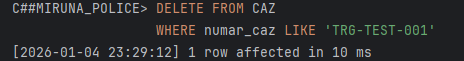 C##MIRUNA_POLICE> DELETE FROM CAZ
WHERE numar_caz LIKE 'TRG-TEST-001'
[2026-01-04 23:29:12] 1 row affected in 10 ms